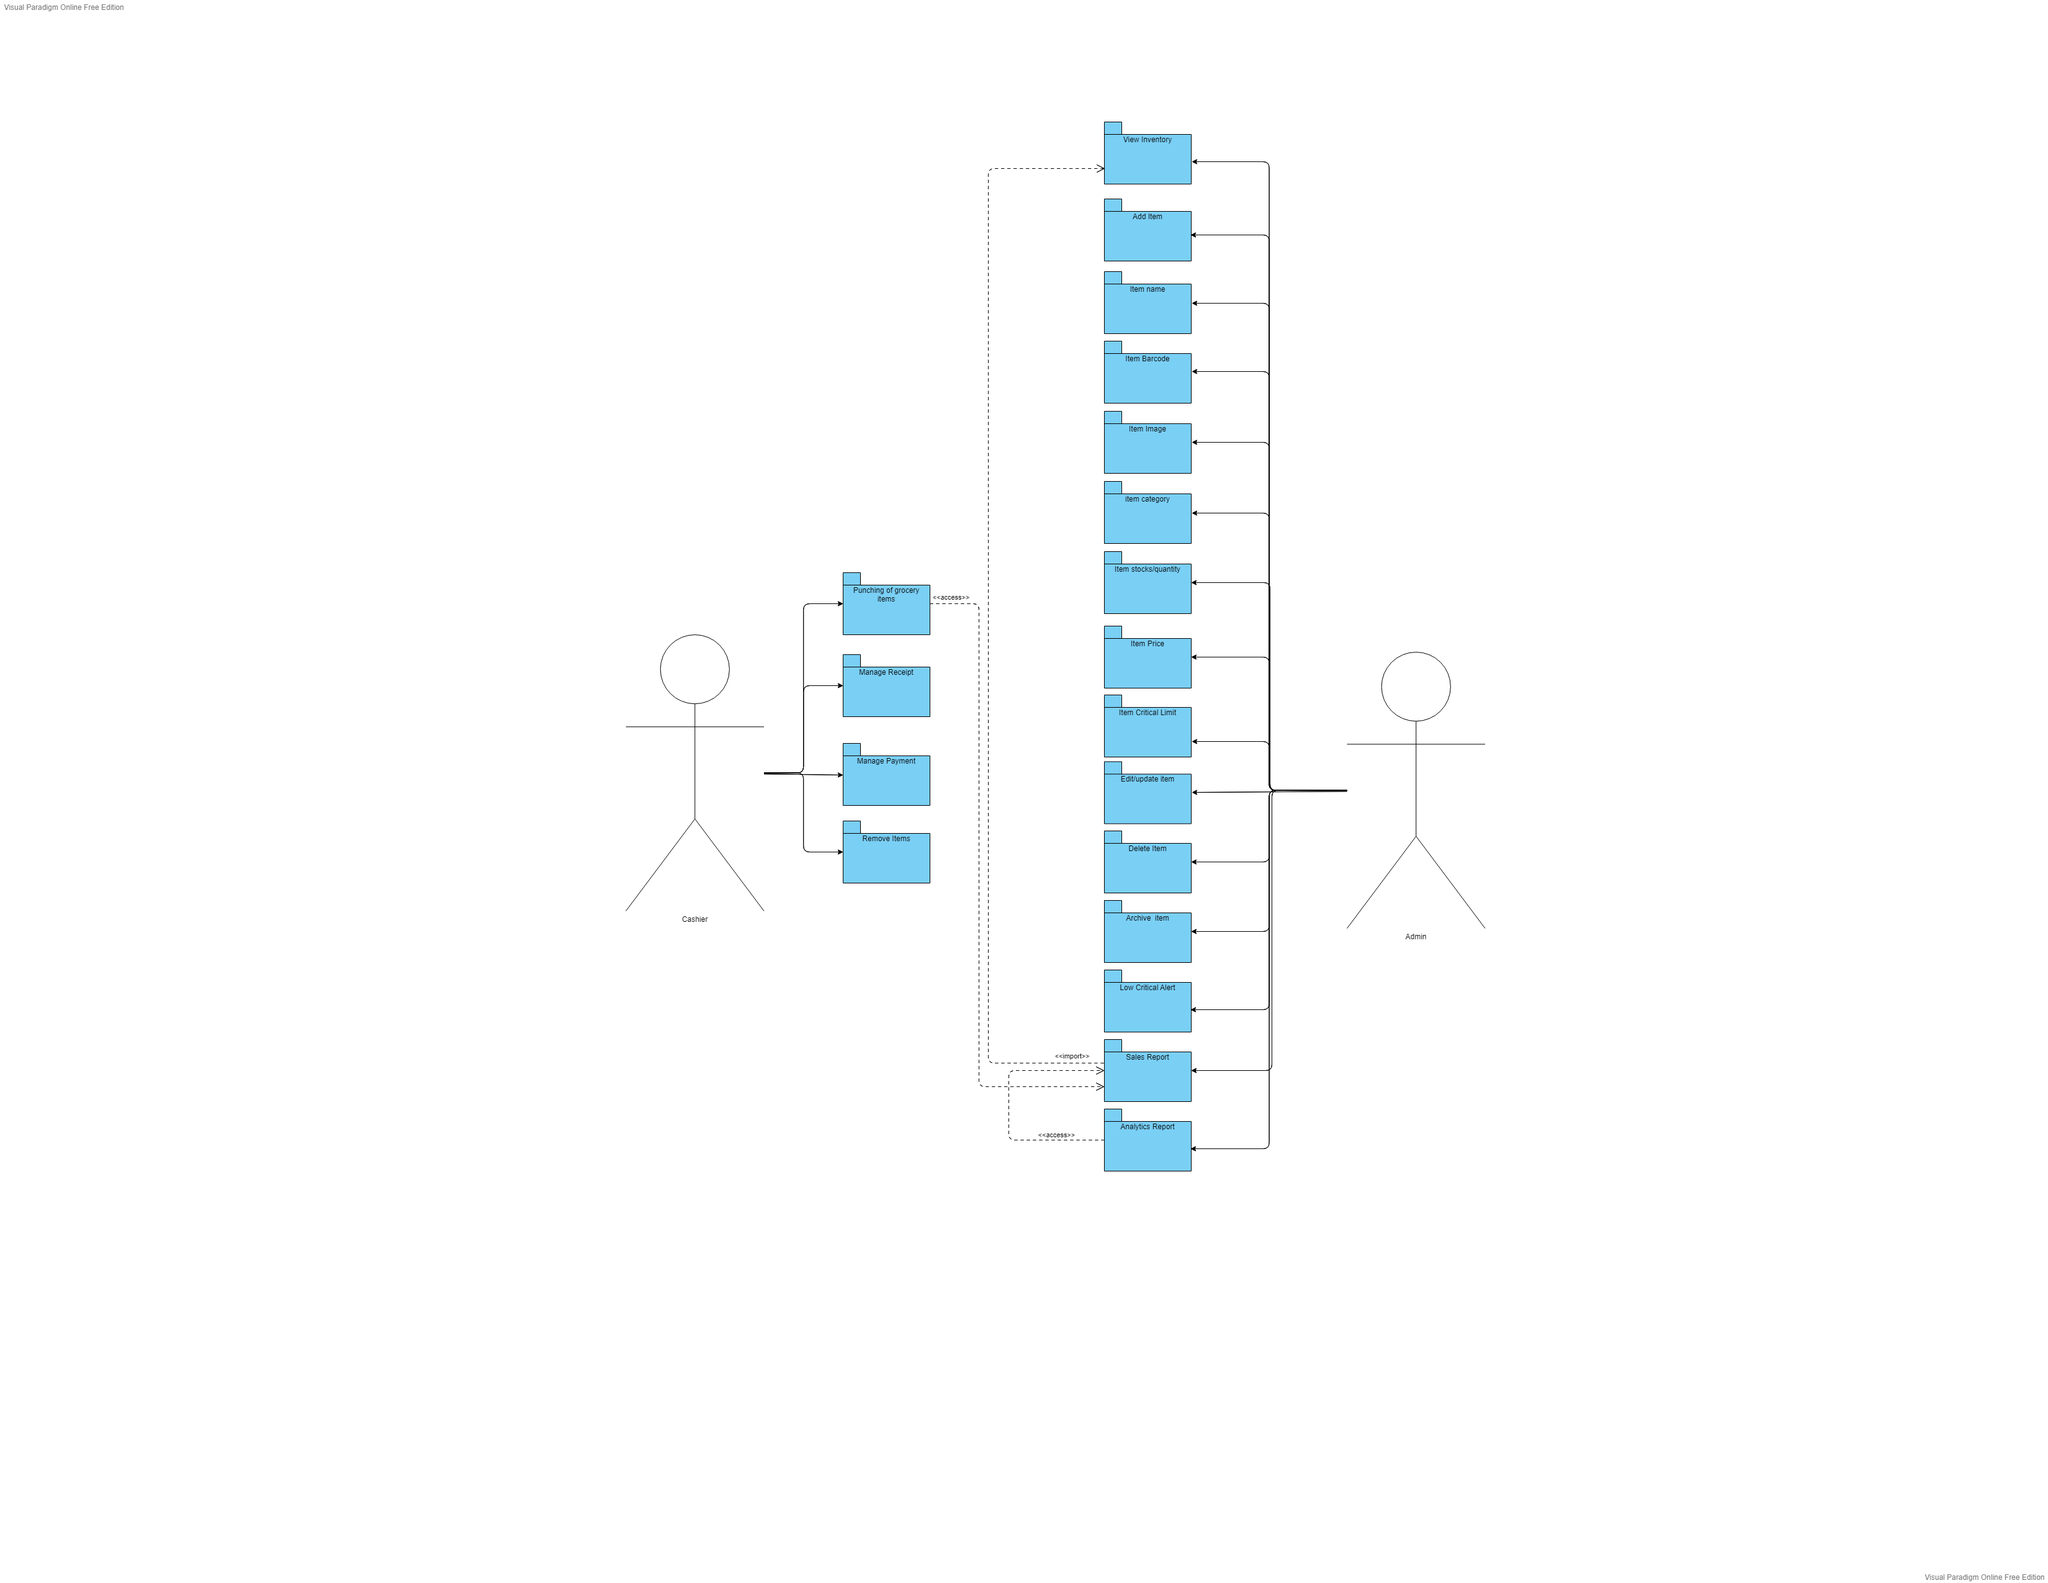 Visual Paradigm Online Free Edition
View Inventory
Add Item
Item name
Item Barcode
Item Image
item category
Item stocks/quantity
Punching of grocery
items
<<access>>
Item Price
Manage Receipt
Item Critical Limit
Manage Payment
Edit/update item
Remove Items
Delete Item
Archive  item
Cashier
Admin
Low Critical Alert
<<import>>
Sales Report
Analytics Report
<<access>>
Visual Paradigm Online Free Edition